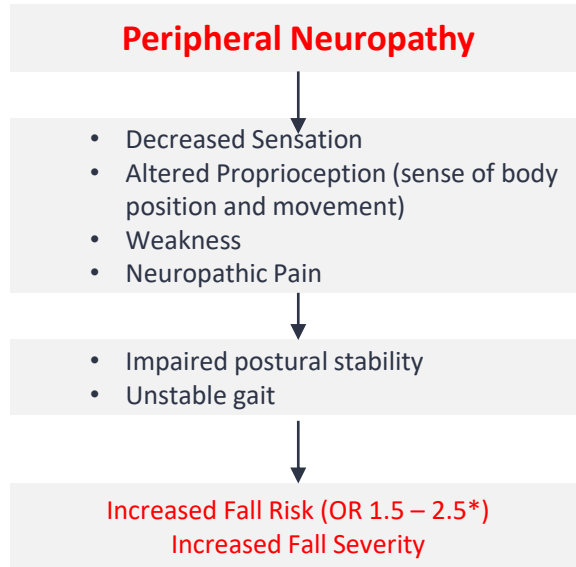 Peripheral Neuropathy
• Decreased Sensation
• Altered Proprioception (sense of body
position and movement)
• Weakness
• Neuropathic Pain
• Impaired postural stability
• Unstable gait
Increased Fall Risk (OR 1.5 – 2.5*)
Increased Fall Severity